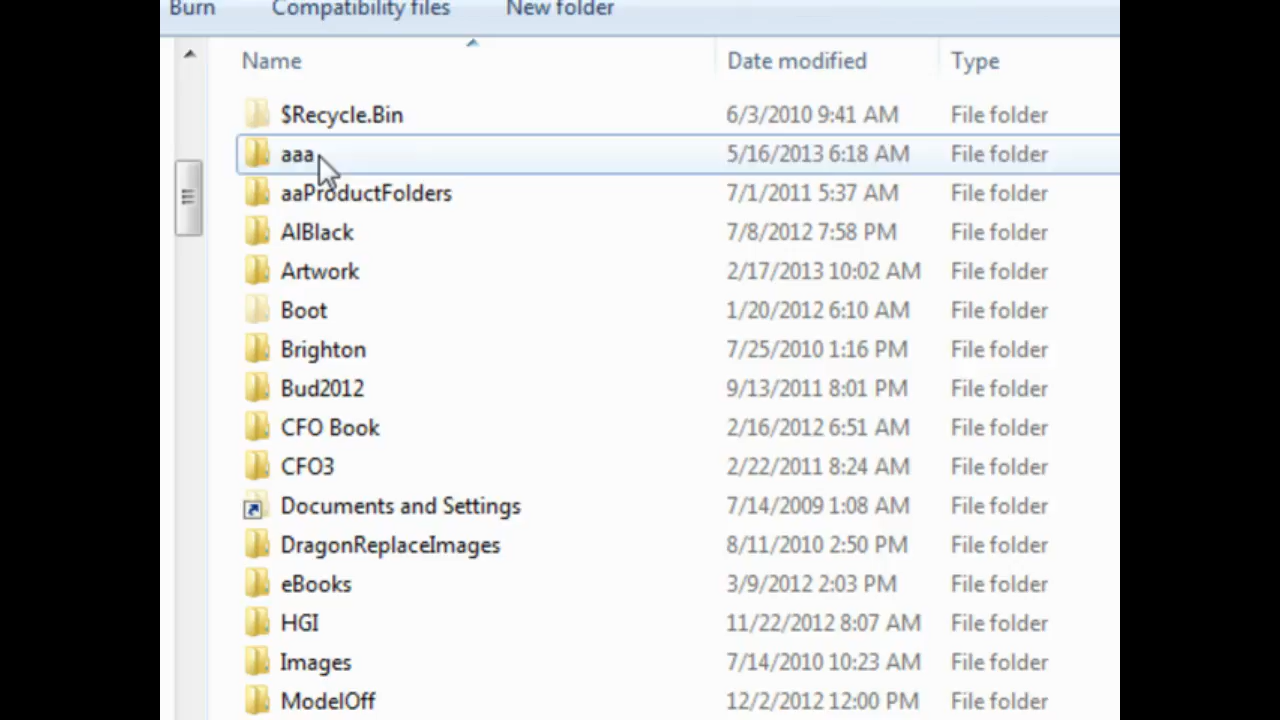 Burn Compatibility files New folder
Name Date modified Type
$Recycle.Bin 6/3/2010 9:41 AM File folder
aaa 5/16/2013 6:18 AM File folder
aaProductFolders 7/1/2011 5:37 AM File folder
AlBlack 7/8/2012 7:58 PM File folder
Artwork 2/17/2013 10:02 AM File folder
Boot 1/20/2012 6:10 AM File folder
Brighton 7/25/2010 1:16 PM File folder
Bud2012 9/13/2011 8:01 PM File folder
CFO Book 2/16/2012 6:51 AM File folder
CFO3 2/22/2011 8:24 AM File folder
Documents and Settings 7/14/2009 1:08 AM File folder
DragonReplaceImages 8/11/2010 2:50 PM File folder
eBooks 3/9/2012 2:03 PM File folder
HGI 11/22/2012 8:07 AM File folder
Images 7/14/2010 10:23 AM File folder
ModelOff 12/2/2012 12:00 PM File folder